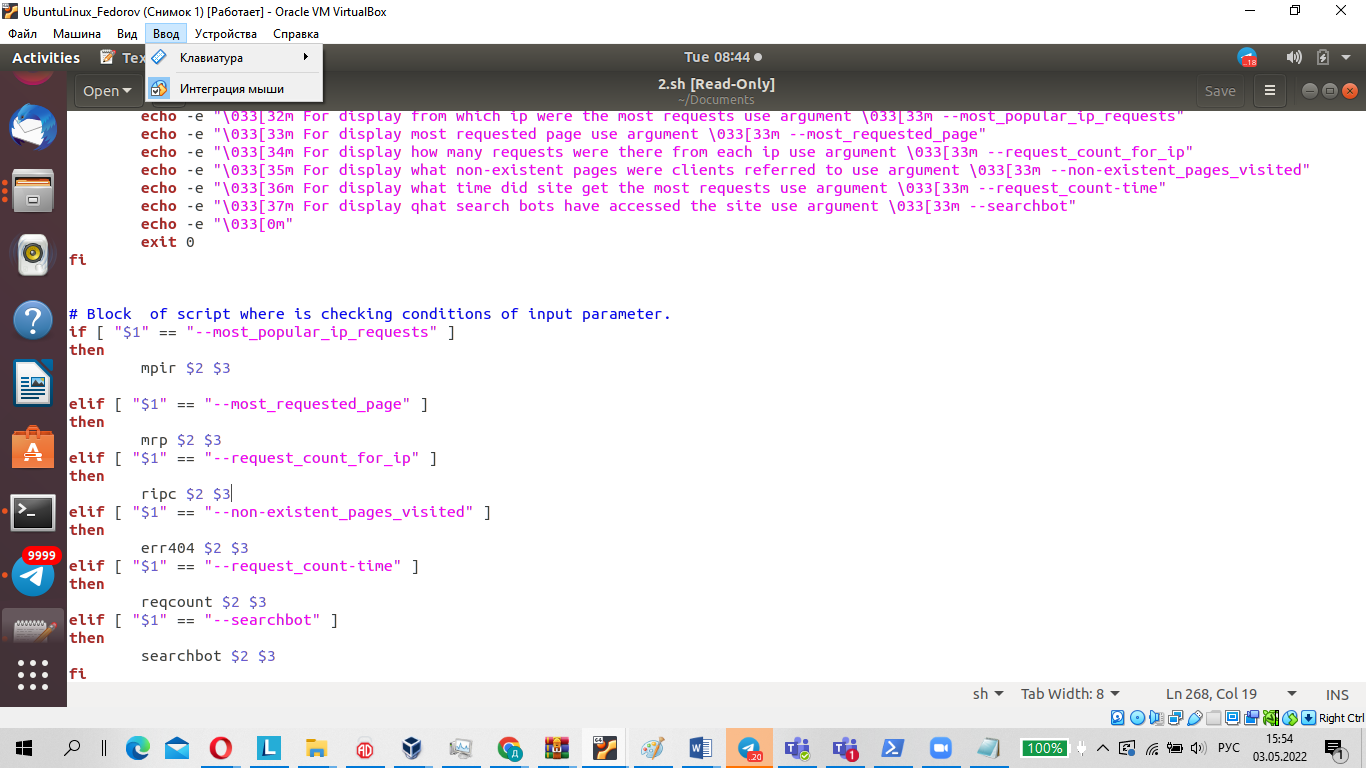 UbuntuLinux_Fedorov (Снимок 1) [Работает] - Oracle VM VirtualBox
Файл Машина Вид Ввод Устройства Справка
Activities Tex Tue 08:44
Клавиатура
Интеграция мыши
Open 2.sh [Read-Only] Save
~/Documents
echo -e "\033[32m For display from which ip were the most requests use argument \033[33m --most_popular_ip_requests"
echo -e "\033[33m For display most requested page use argument \033[33m --most_requested_page"
echo -e "\033[34m For display how many requests were there from each ip use argument \033[33m --request_count_for_ip"
echo -e "\033[35m For display what non-existent pages were clients referred to use argument \033[33m --non-existent_pages_visited"
echo -e "\033[36m For display what time did site get the most requests use argument \033[33m --request_count-time"
echo -e "\033[37m For display qhat search bots have accessed the site use argument \033[33m --searchbot"
echo -e "\033[0m"
exit 0
fi
# Block  of script where is checking conditions of input parameter.
if [ "$1" == "--most_popular_ip_requests" ]
then
mpir $2 $3
elif [ "$1" == "--most_requested_page" ]
then
mrp $2 $3
elif [ "$1" == "--request_count_for_ip" ]
then
ripc $2 $3
elif [ "$1" == "--non-existent_pages_visited" ]
then
err404 $2 $3
elif [ "$1" == "--request_count-time" ]
then
reqcount $2 $3
elif [ "$1" == "--searchbot" ]
then
searchbot $2 $3
fi
9999
sh Tab Width: 8 Ln 268, Col 19 INS
Right Ctrl
100% РУС 15:54
03.05.2022